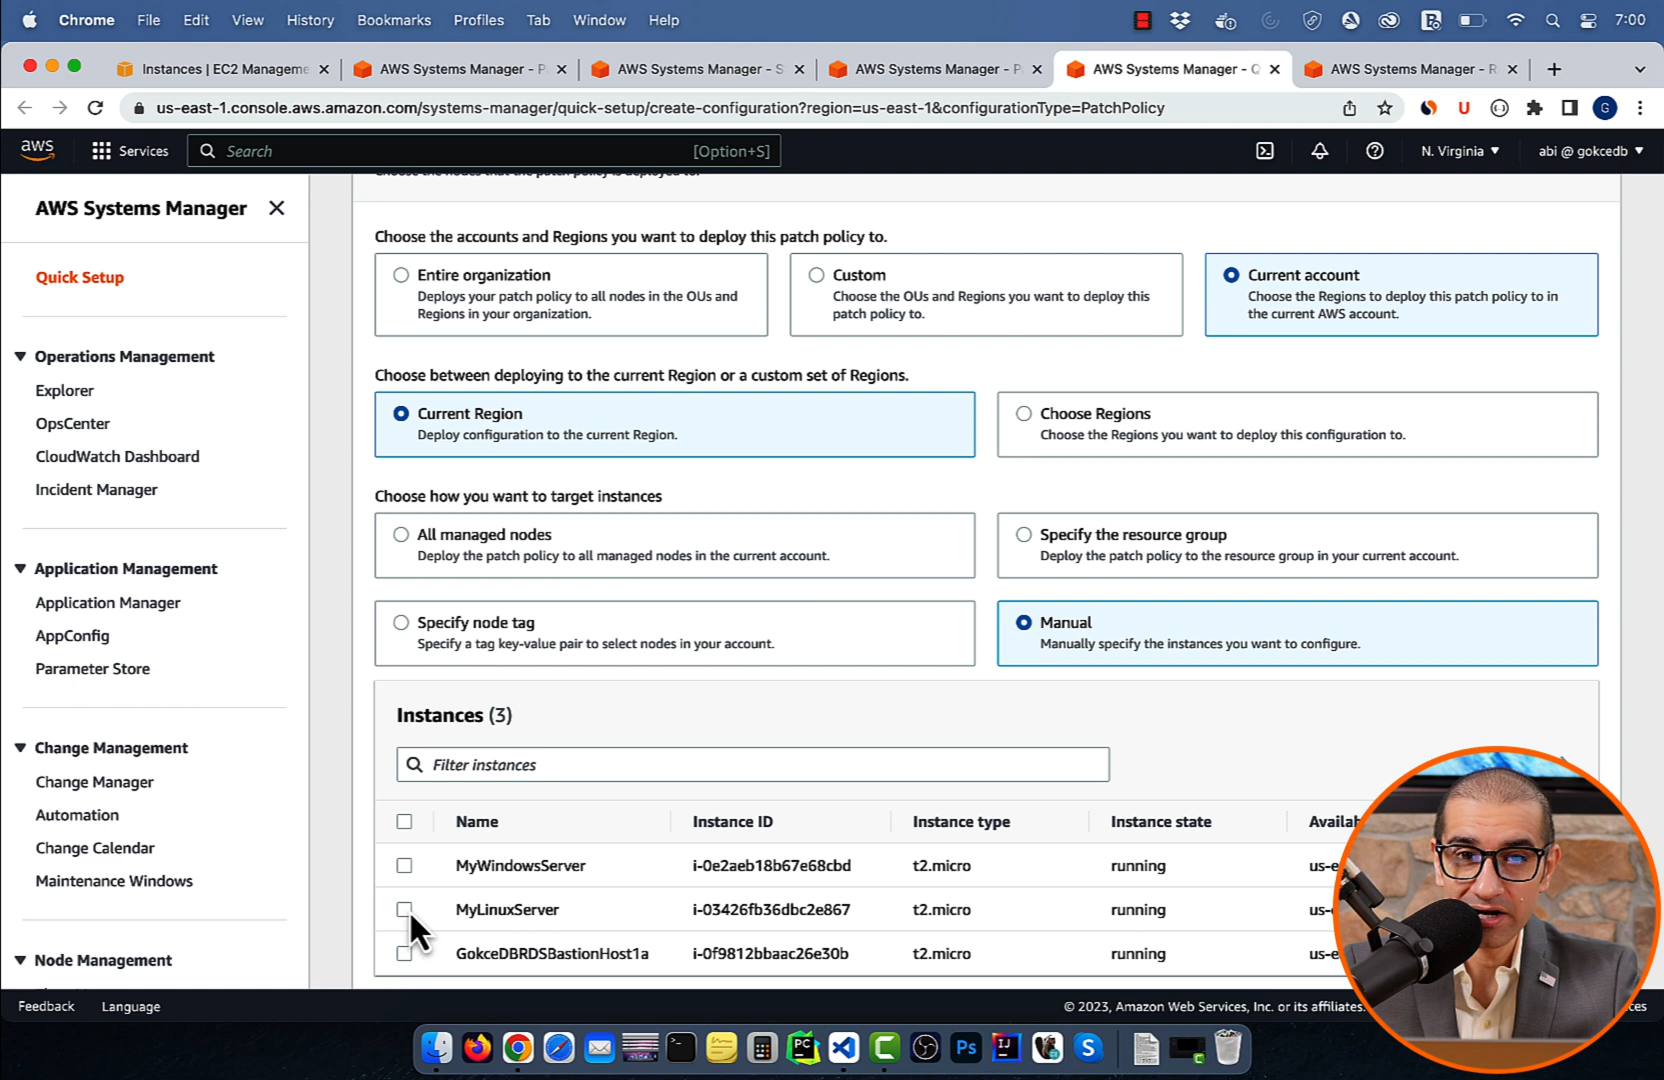 Chrome File Edit View History Bookmarks Profiles Tab Window Help 7:00
Instances | EC2 Manageme AWS Systems Manager - P AWS Systems Manager - S AWS Systems Manager - P AWS Systems Manager - Q AWS Systems Manager - R
us-east-1.console.aws.amazon.com/systems-manager/quick-setup/create-configuration?region=us-east-1&configurationType=PatchPolicy
aws Services Search [Option+S] N. Virginia abi @ gokcedb
AWS Systems Manager
Quick Setup
Operations Management
Explorer
OpsCenter
CloudWatch Dashboard
Incident Manager
Application Management
Application Manager
AppConfig
Parameter Store
Change Management
Change Manager
Automation
Change Calendar
Maintenance Windows
Node Management
Choose the nodes that the patch policy is deployed to.
Choose the accounts and Regions you want to deploy this patch policy to.
Entire organization
Deploys your patch policy to all nodes in the OUs and
Regions in your organization.
Custom
Choose the OUs and Regions you want to deploy this
patch policy to.
Current account
Choose the Regions to deploy this patch policy to in
the current AWS account.
Choose between deploying to the current Region or a custom set of Regions.
Current Region
Deploy configuration to the current Region.
Choose Regions
Choose the Regions you want to deploy this configuration to.
Choose how you want to target instances
All managed nodes
Deploy the patch policy to all managed nodes in the current account.
Specify the resource group
Deploy the patch policy to the resource group in your current account.
Specify node tag
Specify a tag key-value pair to select nodes in your account.
Manual
Manually specify the instances you want to configure.
Instances (3)
Filter instances
Name Instance ID Instance type Instance state Availab
MyWindowsServer i-0e2aeb18b67e68cbd t2.micro running us-e
MyLinuxServer i-03426fb36dbc2e867 t2.micro running us-e
GokceDBRDSBastionHost1a i-0f9812bbaac26e30b t2.micro running us-e
Feedback Language © 2023, Amazon Web Services, Inc. or its affiliates.
PC Ps IJ S